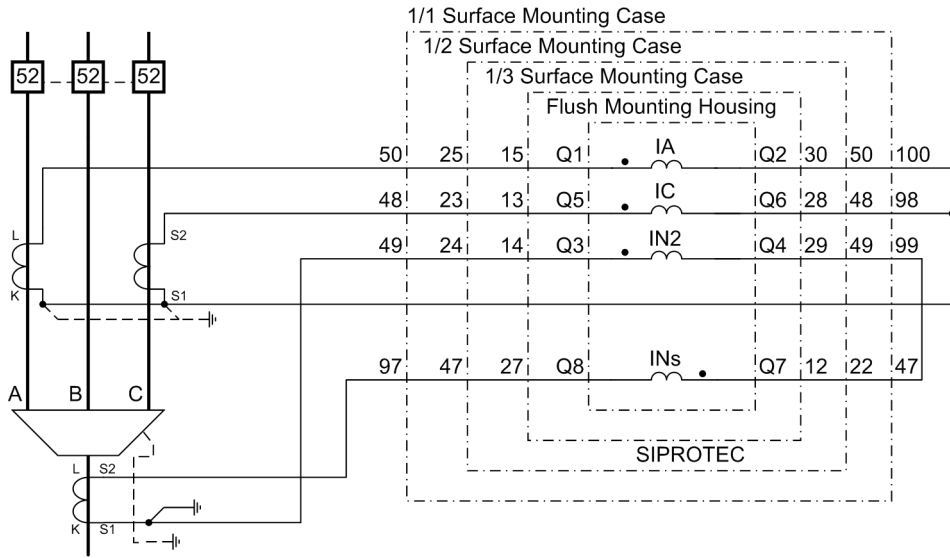 1/1 Surface Mounting Case
1/2 Surface Mounting Case
52 52 52
1/3 Surface Mounting Case
Flush Mounting Housing
50 25 15 Q1 IA Q2 30 50 100
48 23 13 Q5 IC Q6 28 48 98
L S2
49 24 14 Q3 IN2 Q4 29 49 99
K S1
97 47 27 Q8 INs Q7 12 22 47
A B C
SIPROTEC
L S2
K S1